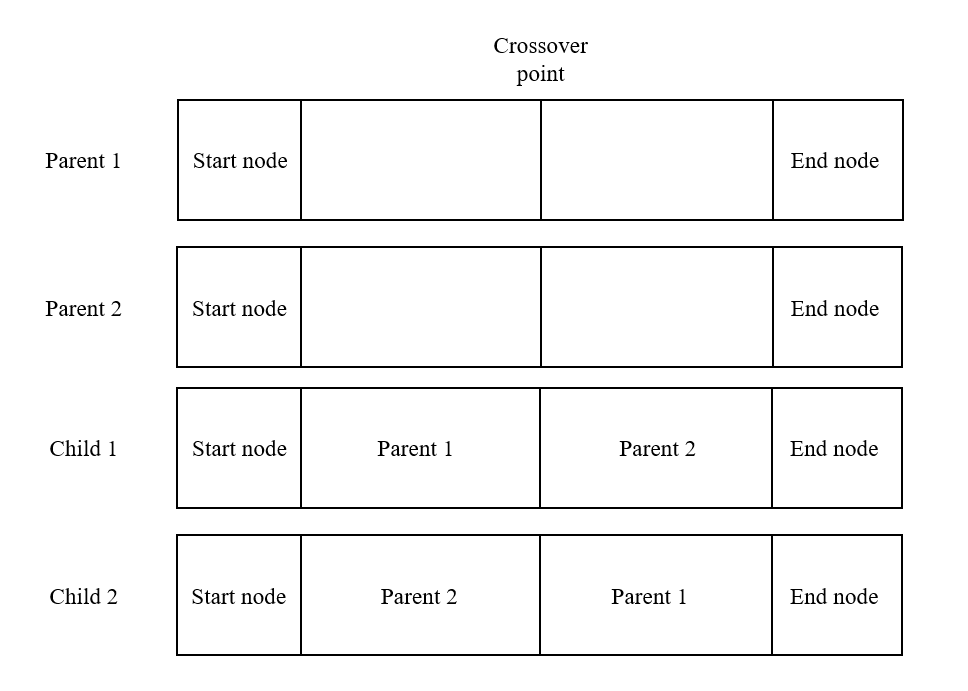 Crossover
point
Parent 1
Start node
End node
Parent 2
Start node
End node
Child 1
Start node
Parent 1
Parent 2
End node
Child 2
Start node
Parent 2
Parent 1
End node